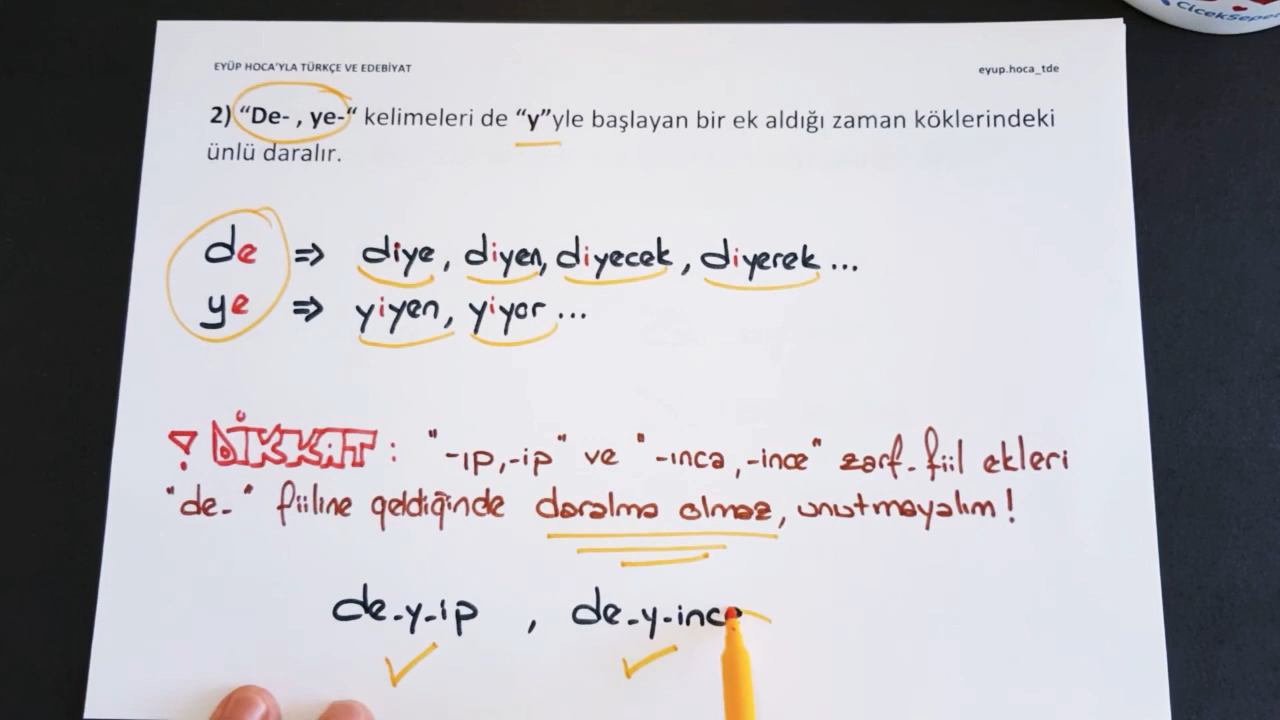 CicekSepe
EYÜP HOCA'YLA TÜRKÇE VE EDEBİYAT
eyup.hoca_tde
2) "De- , ye-" kelimeleri de "y"yle başlayan bir ek aldığı zaman köklerindeki
ünlü daralır.
de ⇒ diye, diyen, diyecek, diyerek ...
ye ⇒ yiyen, yiyor ...
! DİKKAT : "-ıp,-ip" ve "-ınca,-ince" zarf-fiil ekleri
"de-" fiiline geldiğinde daralma olmaz, unutmayalım!
de-y-ip , de-y-ince